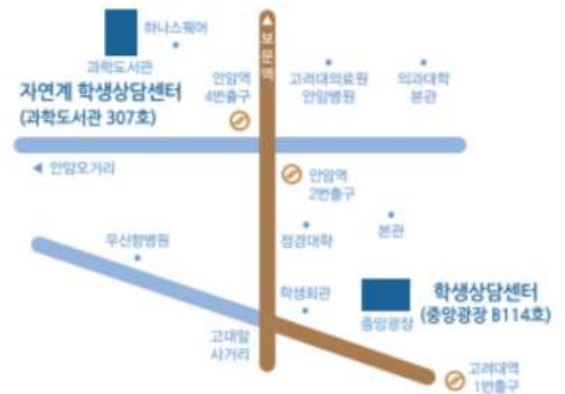 하나스퀘어
과학도서관
자연계 학생상담센터
(과학도서관 307호)
안암역
4번출구
▲ 보문역
고려대의료원
안암병원
의과대학
본관
◀ 안암오거리
안암역
2번출구
우신향병원
정경대학
본관
학생회관
중앙광장
학생상담센터
(중앙광장 B114호)
고대앞
사거리
고려대역
1번출구